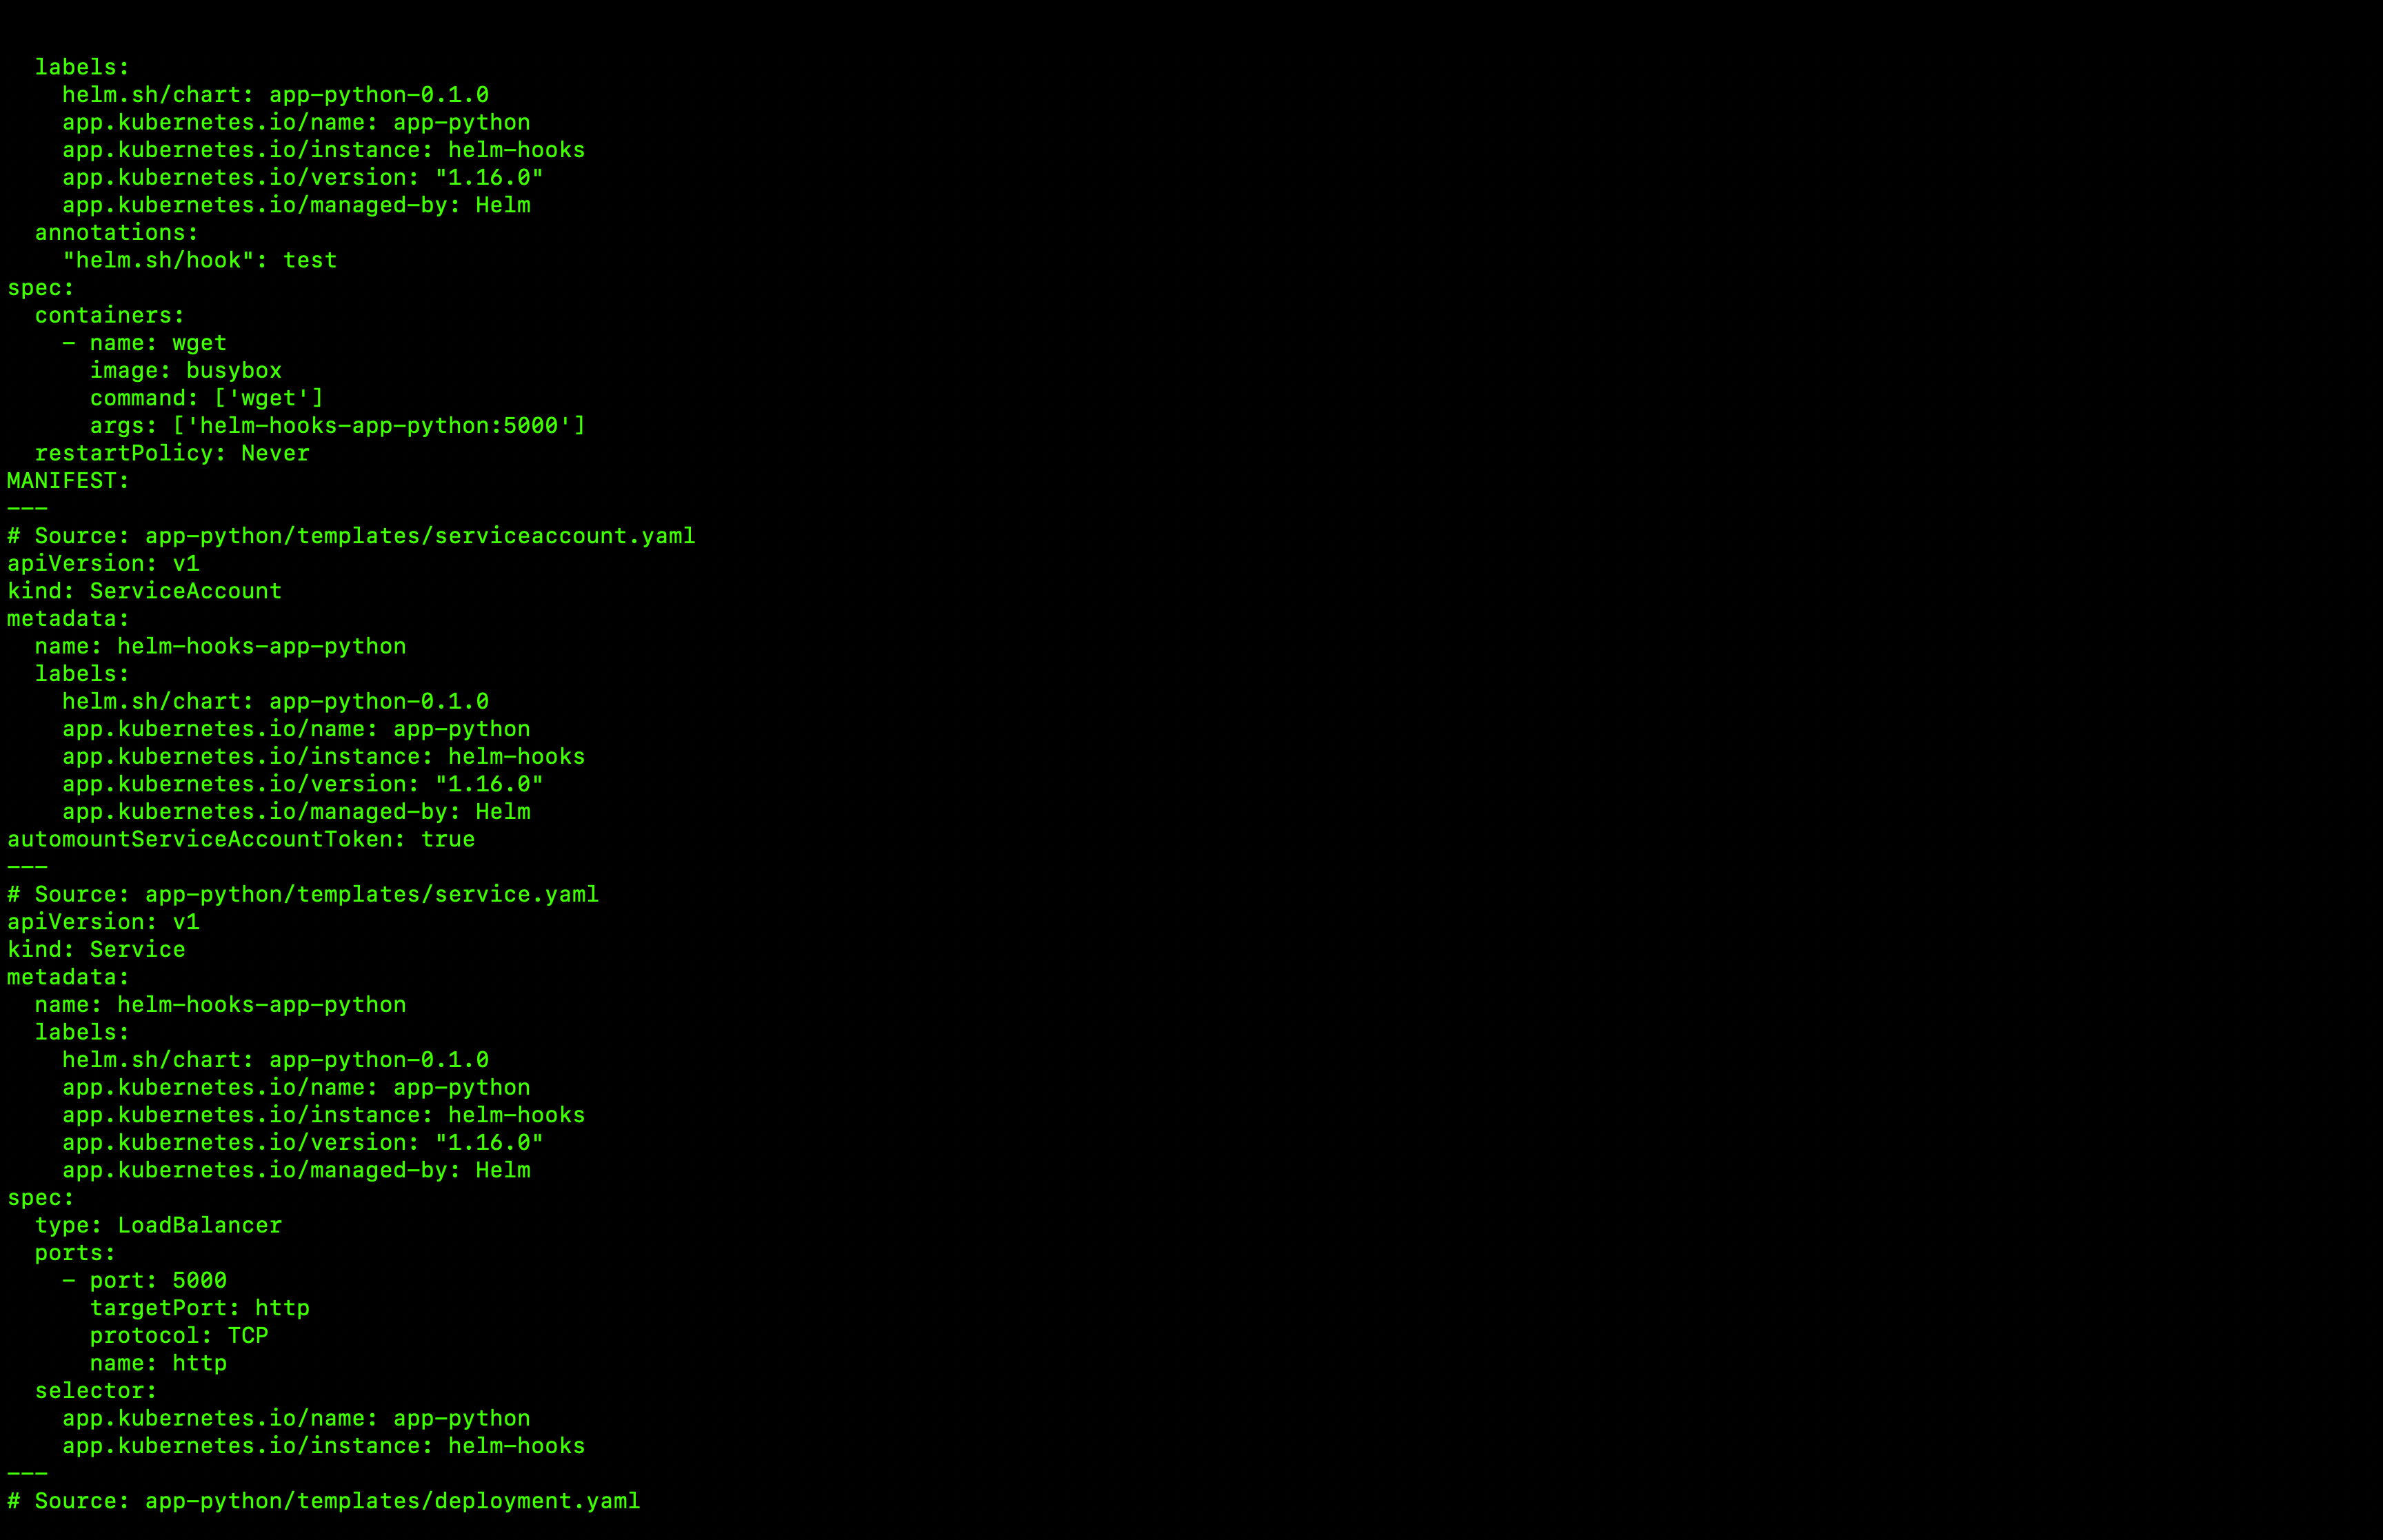 labels:
    helm.sh/chart: app-python-0.1.0
    app.kubernetes.io/name: app-python
    app.kubernetes.io/instance: helm-hooks
    app.kubernetes.io/version: "1.16.0"
    app.kubernetes.io/managed-by: Helm
  annotations:
    "helm.sh/hook": test
spec:
  containers:
    - name: wget
      image: busybox
      command: ['wget']
      args: ['helm-hooks-app-python:5000']
  restartPolicy: Never
MANIFEST:
---
# Source: app-python/templates/serviceaccount.yaml
apiVersion: v1
kind: ServiceAccount
metadata:
  name: helm-hooks-app-python
  labels:
    helm.sh/chart: app-python-0.1.0
    app.kubernetes.io/name: app-python
    app.kubernetes.io/instance: helm-hooks
    app.kubernetes.io/version: "1.16.0"
    app.kubernetes.io/managed-by: Helm
automountServiceAccountToken: true
---
# Source: app-python/templates/service.yaml
apiVersion: v1
kind: Service
metadata:
  name: helm-hooks-app-python
  labels:
    helm.sh/chart: app-python-0.1.0
    app.kubernetes.io/name: app-python
    app.kubernetes.io/instance: helm-hooks
    app.kubernetes.io/version: "1.16.0"
    app.kubernetes.io/managed-by: Helm
spec:
  type: LoadBalancer
  ports:
    - port: 5000
      targetPort: http
      protocol: TCP
      name: http
  selector:
    app.kubernetes.io/name: app-python
    app.kubernetes.io/instance: helm-hooks
---
# Source: app-python/templates/deployment.yaml